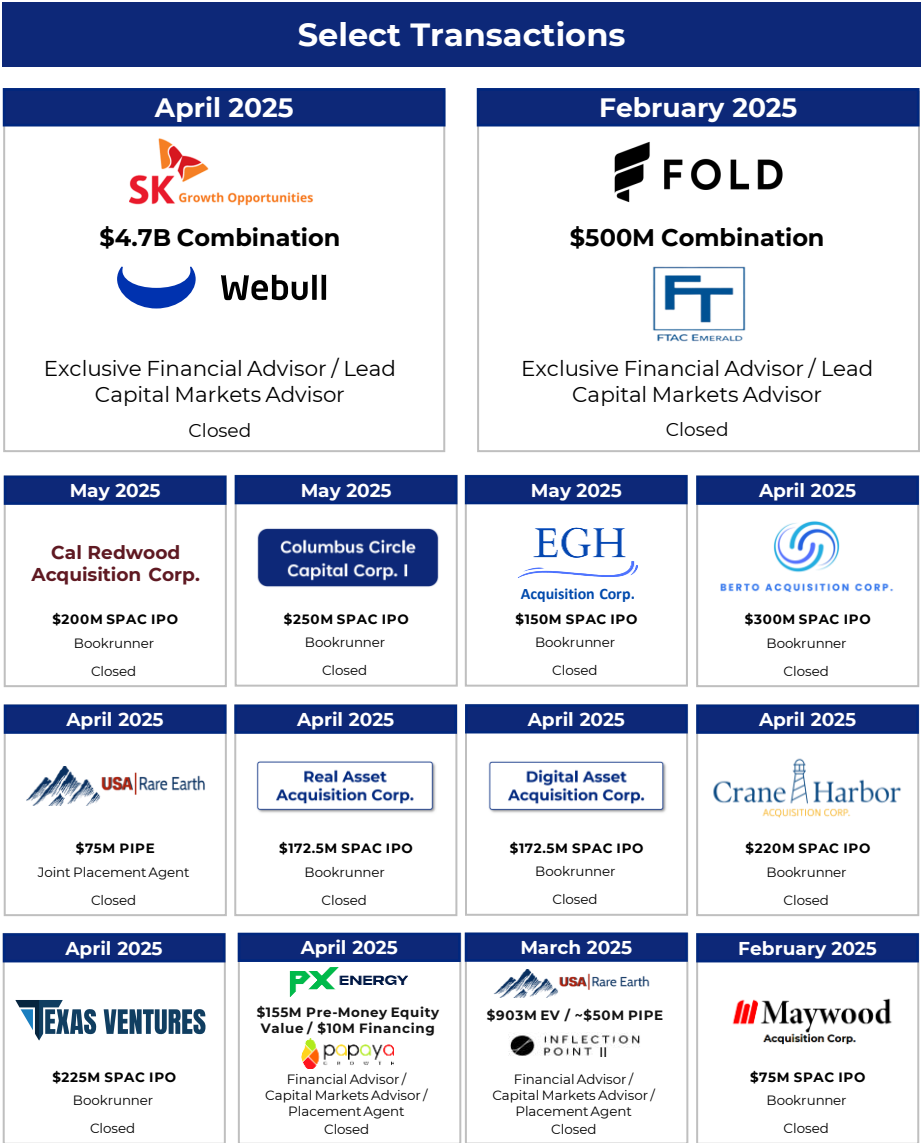 Select Transactions
April 2025
SK Growth Opportunities
$4.7B Combination
Webull
Exclusive Financial Advisor / Lead
Capital Markets Advisor
Closed
February 2025
FOLD
$500M Combination
FT
FTAC EMERALD
Exclusive Financial Advisor / Lead
Capital Markets Advisor
Closed
May 2025
Cal Redwood
Acquisition Corp.
$200M SPAC IPO
Bookrunner
Closed
May 2025
Columbus Circle
Capital Corp. I
$250M SPAC IPO
Bookrunner
Closed
May 2025
EGH
Acquisition Corp.
$150M SPAC IPO
Bookrunner
Closed
April 2025
BERTO ACQUISITION CORP.
$300M SPAC IPO
Bookrunner
Closed
April 2025
USA|Rare Earth
$75M PIPE
Joint Placement Agent
Closed
April 2025
Real Asset
Acquisition Corp.
$172.5M SPAC IPO
Bookrunner
Closed
April 2025
Digital Asset
Acquisition Corp.
$172.5M SPAC IPO
Bookrunner
Closed
April 2025
Crane Harbor
ACQUISITION CORP.
$220M SPAC IPO
Bookrunner
Closed
April 2025
TEXAS VENTURES
$225M SPAC IPO
Bookrunner
Closed
April 2025
PX ENERGY
$155M Pre-Money Equity
Value / $10M Financing
papaya
GROWTH
Financial Advisor /
Capital Markets Advisor /
Placement Agent
Closed
March 2025
USA|Rare Earth
$903M EV / ~$50M PIPE
INFLECTION
POINT II
Financial Advisor /
Capital Markets Advisor /
Placement Agent
Closed
February 2025
Maywood
Acquisition Corp.
$75M SPAC IPO
Bookrunner
Closed